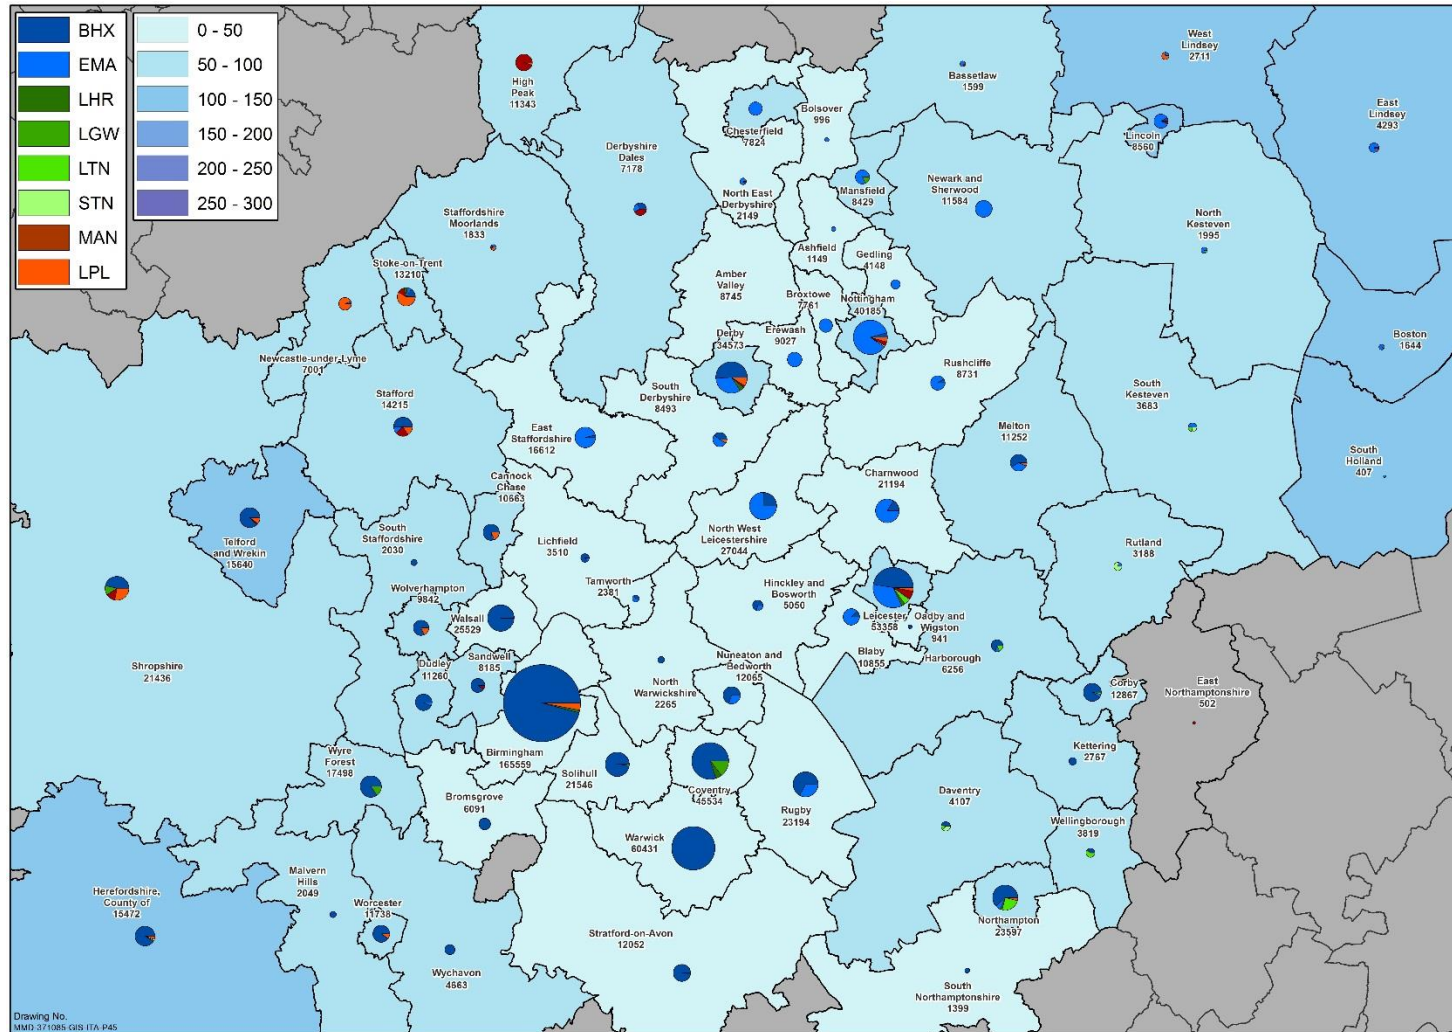 BHX
EMA
LHR
LGW
LTN
STN
MAN
LPL
0 - 50
50 - 100
100 - 150
150 - 200
200 - 250
250 - 300
High
Peak
11343
Derbyshire
Dales
7178
Chesterfield
7824
Bolsover
996
Bassetlaw
1599
West
Lindsey
2711
East
Lindsey
4293
Lincoln
8560
North East
Derbyshire
2149
Mansfield
8429
Newark and
Sherwood
11584
North
Kesteven
1995
Staffordshire
Moorlands
1833
Stoke-on-Trent
13210
Ashfield
1149
Gedling
4148
Amber
Valley
8745
Broxtowe
7761
Nottingham
40185
Derby
34573
Erewash
9027
Newcastle-under-Lyme
7001
Rushcliffe
8731
Boston
1644
South
Kesteven
3683
Stafford
14215
South
Derbyshire
8493
East
Staffordshire
16612
Melton
11252
South
Holland
407
Cannock
Chase
10663
Charnwood
21194
Telford
and Wrekin
15640
South
Staffordshire
2030
Lichfield
3510
North West
Leicestershire
27044
Rutland
3188
Wolverhampton
9842
Walsall
25529
Tamworth
2381
Hinckley and
Bosworth
5050
Leicester
53358
Oadby and
Wigston
941
Blaby
10855
Harborough
6256
Shropshire
21436
Dudley
11260
Sandwell
8185
North
Warwickshire
2265
Nuneaton and
Bedworth
12065
Corby
12867
East
Northamptonshire
502
Birmingham
165559
Wyre
Forest
17498
Solihull
21546
Coventry
45534
Rugby
23194
Kettering
2767
Bromsgrove
6091
Daventry
4107
Wellingborough
3819
Warwick
60431
Malvern
Hills
2049
Herefordshire,
County of
15472
Worcester
11738
Wychavon
4663
Stratford-on-Avon
12052
Northampton
23597
South
Northamptonshire
1399
Drawing No.
MMD-371085-GIS-ITA-P45